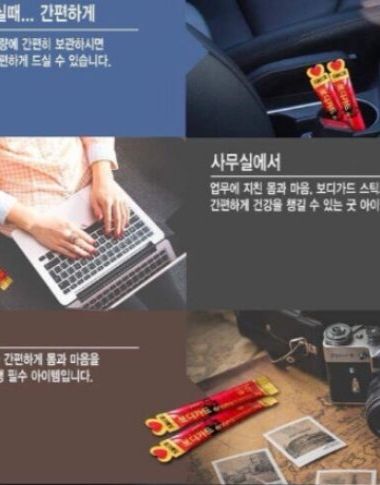 실때... 간편하게
량에 간편히 보관하시면
편하게 드실 수 있습니다.
사무실에서
업무에 지친 몸과 마음, 보디가드 스틱
간편하게 건강을 챙길 수 있는 굿 아이
간편하게 몸과 마음을
행 필수 아이템입니다.